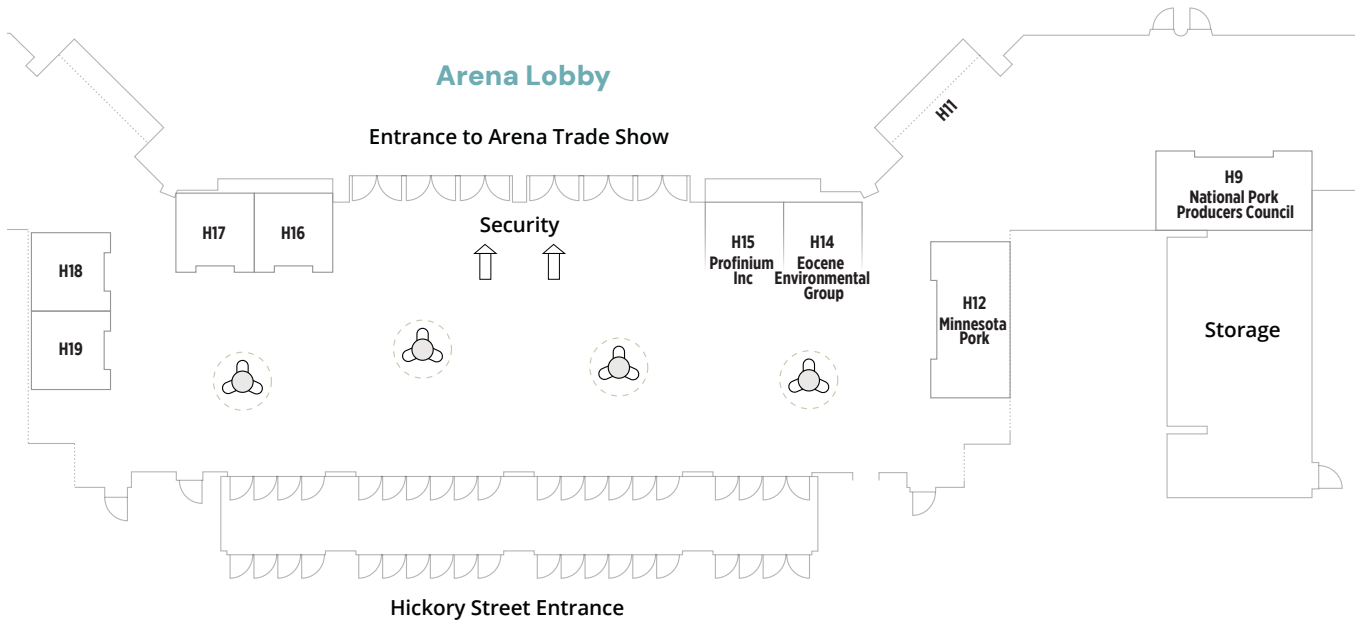 Arena Lobby
Entrance to Arena Trade Show
H11
H9
National Pork
Producers Council
H17
H16
Security
H15
Profinium
Inc
H14
Eocene
Environmental
Group
H18
H19
H12
Minnesota
Pork
Storage
Hickory Street Entrance